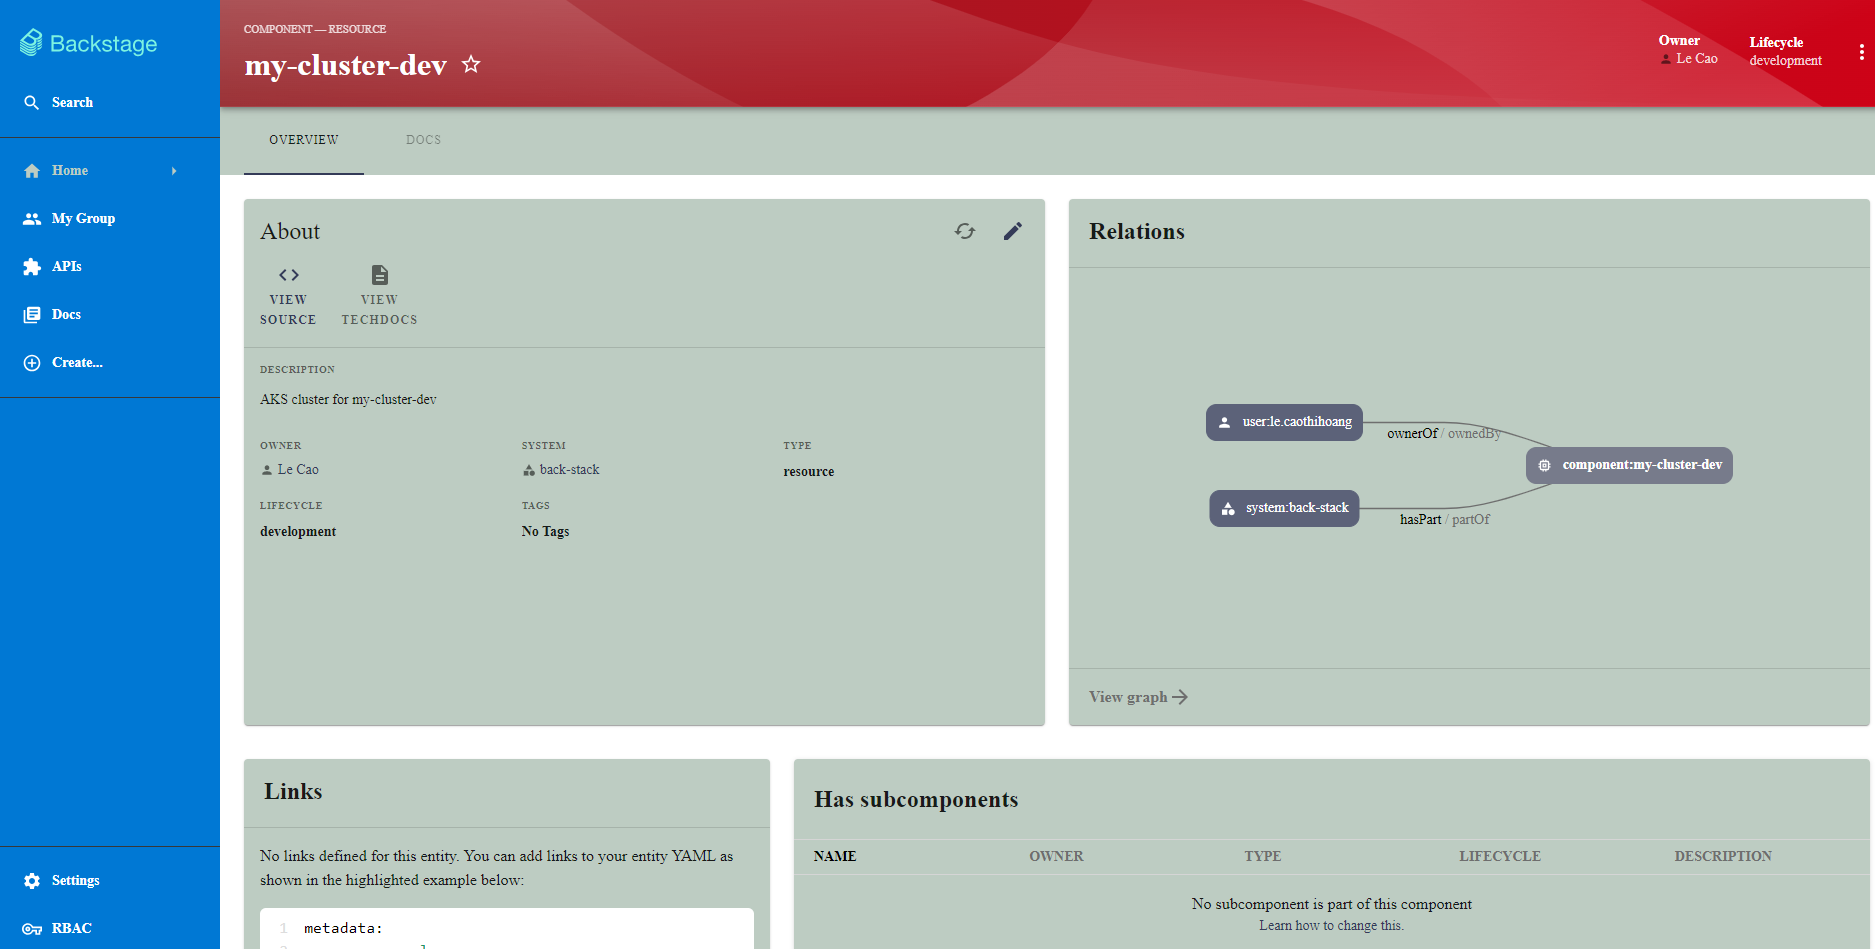 Backstage
Search
Home
My Group
APIs
Docs
Create...
Settings
RBAC
COMPONENT — RESOURCE
my-cluster-dev
Owner
Le Cao
Lifecycle
development
OVERVIEW
DOCS
About
VIEW
SOURCE
VIEW
TECHDOCS
DESCRIPTION
AKS cluster for my-cluster-dev
OWNER
Le Cao
SYSTEM
back-stack
TYPE
resource
LIFECYCLE
development
TAGS
No Tags
Relations
user:le.caothihoang
ownerOf / ownedBy
component:my-cluster-dev
system:back-stack
hasPart / partOf
View graph
Links
No links defined for this entity. You can add links to your entity YAML as
shown in the highlighted example below:
1 metadata:
Has subcomponents
NAME OWNER TYPE LIFECYCLE DESCRIPTION
No subcomponent is part of this component
Learn how to change this.